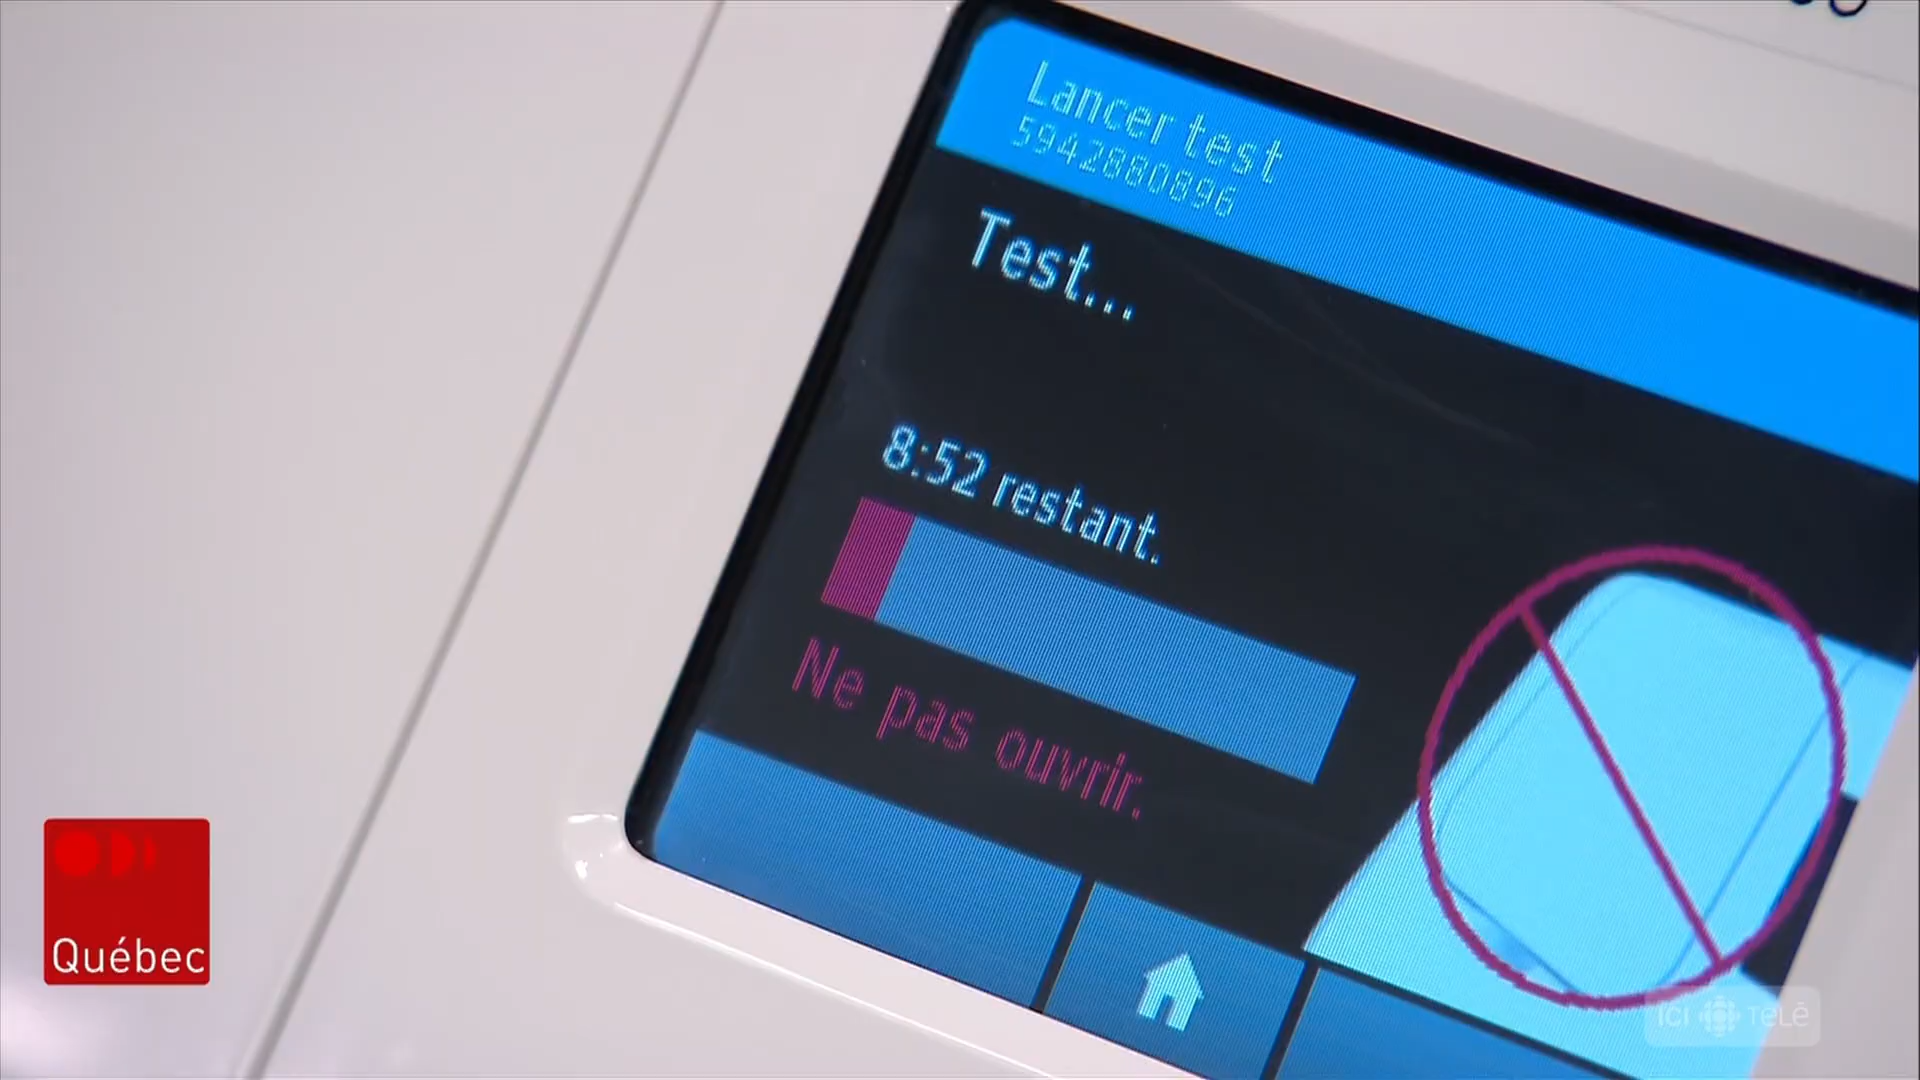 Lancer test
5942880896
Test...
8:52 restant.
Ne pas ouvrir.
Québec
ICI TÉLÉ